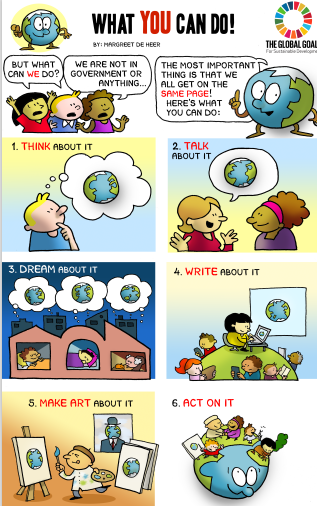 WHAT YOU CAN DO!
BY: MARGREET DE HEER
THE GLOBAL GOAL
For Sustainable Developme
BUT WHAT
CAN WE DO?
WE ARE NOT IN
GOVERNMENT OR
ANYTHING...
THE MOST IMPORTANT
THING IS THAT WE
ALL GET ON THE
SAME PAGE!
HERE'S WHAT
YOU CAN DO:
1. THINK ABOUT IT
2. TALK
ABOUT IT
3. DREAM ABOUT IT
4. WRITE ABOUT IT
5. MAKE ART ABOUT IT
6. ACT ON IT